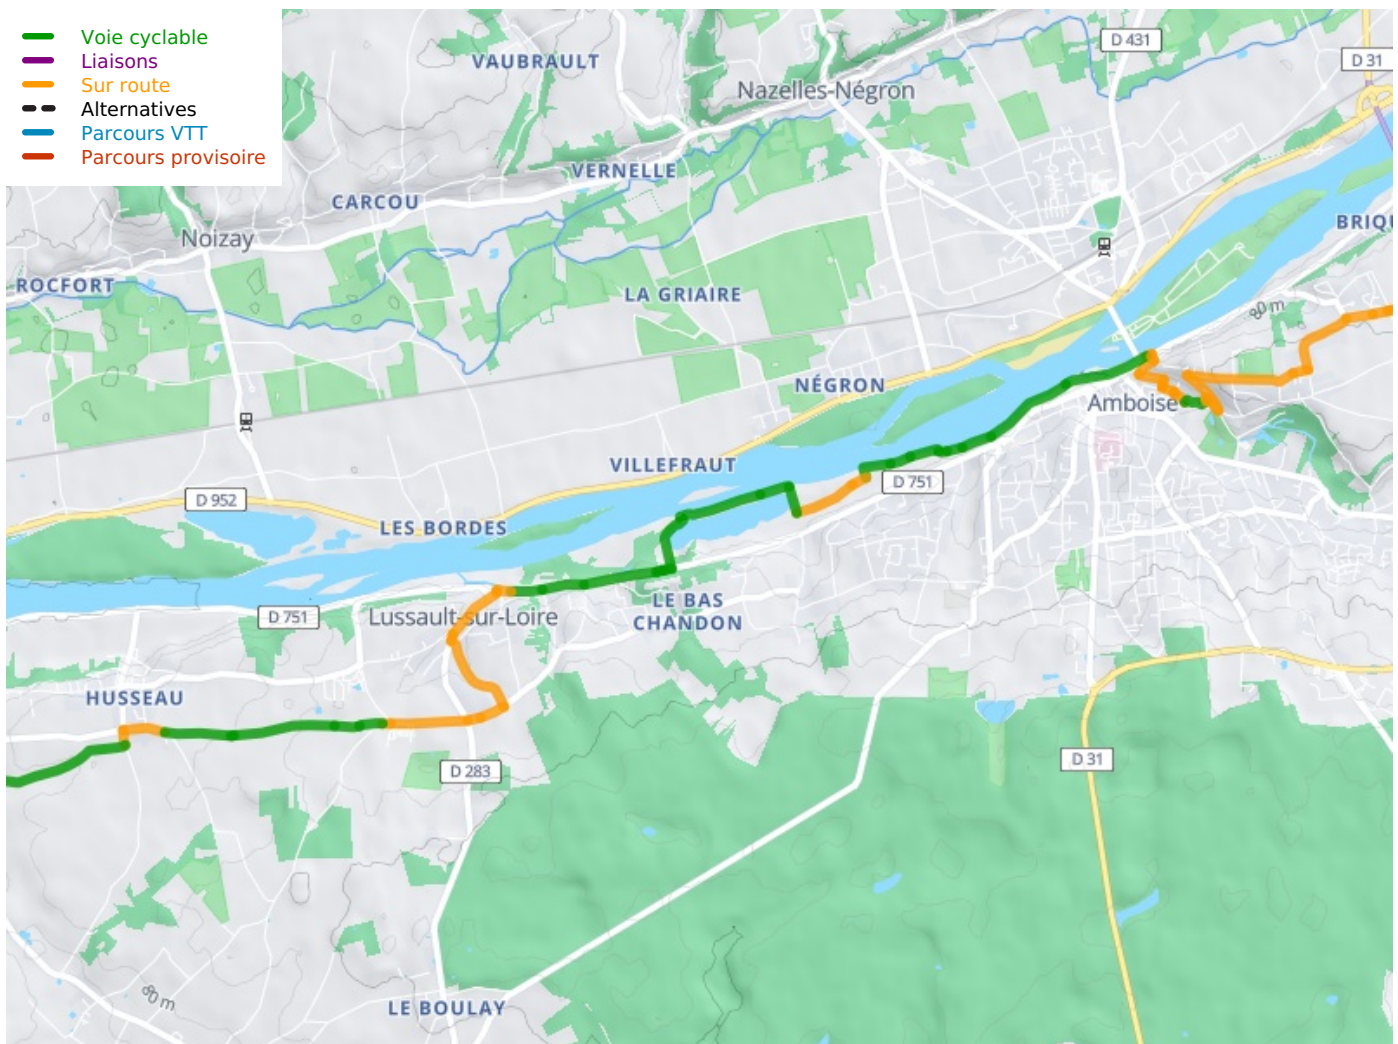 Voie cyclable
Liaisons
Sur route
Alternatives
Parcours VTT
Parcours provisoire
D 431
VAUBRAULT
D 31
Nazelles-Négron
VERNELLE
CARCOU
BRIQU
Noizay
ROCFORT
LA GRIAIRE
80 m
NÉGRON
Amboise
VILLEFRAUT
D 751
D 952
LES BORDES
LE BAS
CHANDON
D 751
Lussault-sur-Loire
HUSSEAU
D 31
D 283
80 m
LE BOULAY